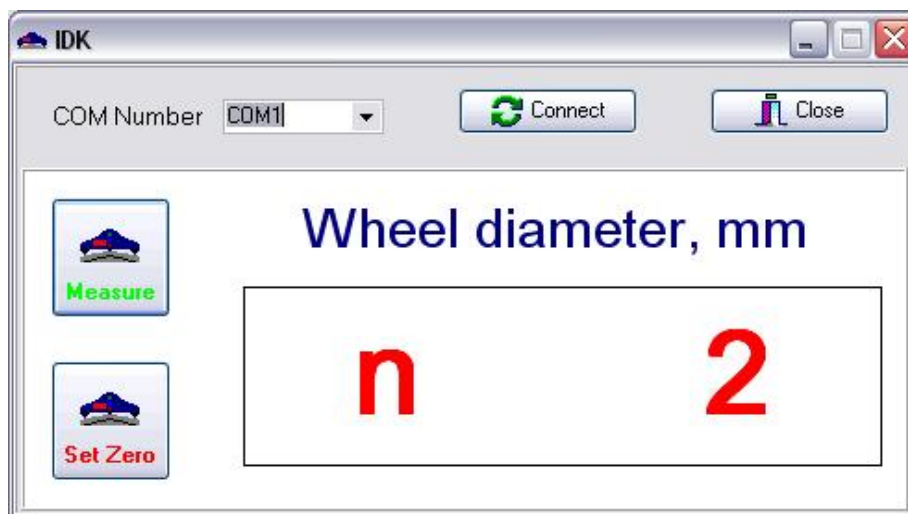 IDK
COM Number COM1 Connect Close
Wheel diameter, mm
Measure
n 2
Set Zero